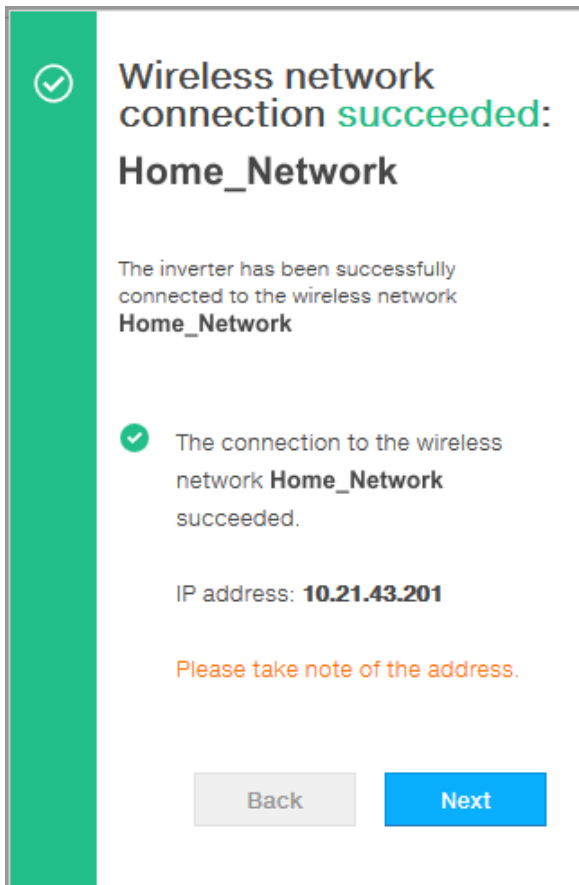 Wireless network
connection succeeded:
Home_Network
The inverter has been successfully
connected to the wireless network
Home_Network
The connection to the wireless
network Home_Network
succeeded.
IP address: 10.21.43.201
Please take note of the address.
Back
Next